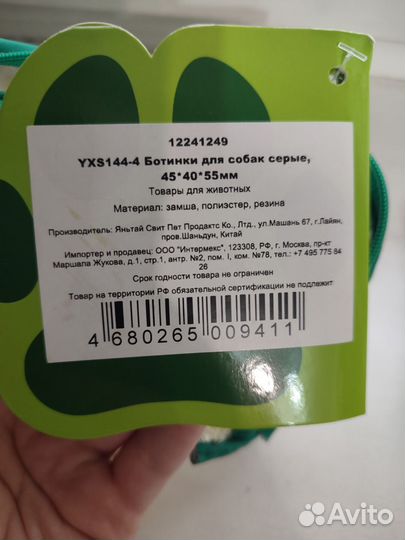 12241249
YXS144-4 Ботинки для собак серые,
45*40*55мм
Товары для животных
Материал: замша, полиэстер, резина
Производитель: Яньтай Свит Пет Продактс Ко., Лтд., ул.Машань 67, г.Лайян,
пров.Шаньдун, Китай
Импортер и продавец: ООО "Интермекс", 123308, РФ, г. Москва, пр-кт
Маршала Жукова, д.1, стр.1, антр. №2, пом. I, ком. №78, тел.: +7 495 775 84
26
Срок годности товара не ограничен
Товар на территории РФ обязательной сертификации не подлежит
4 680265 009411
Avito